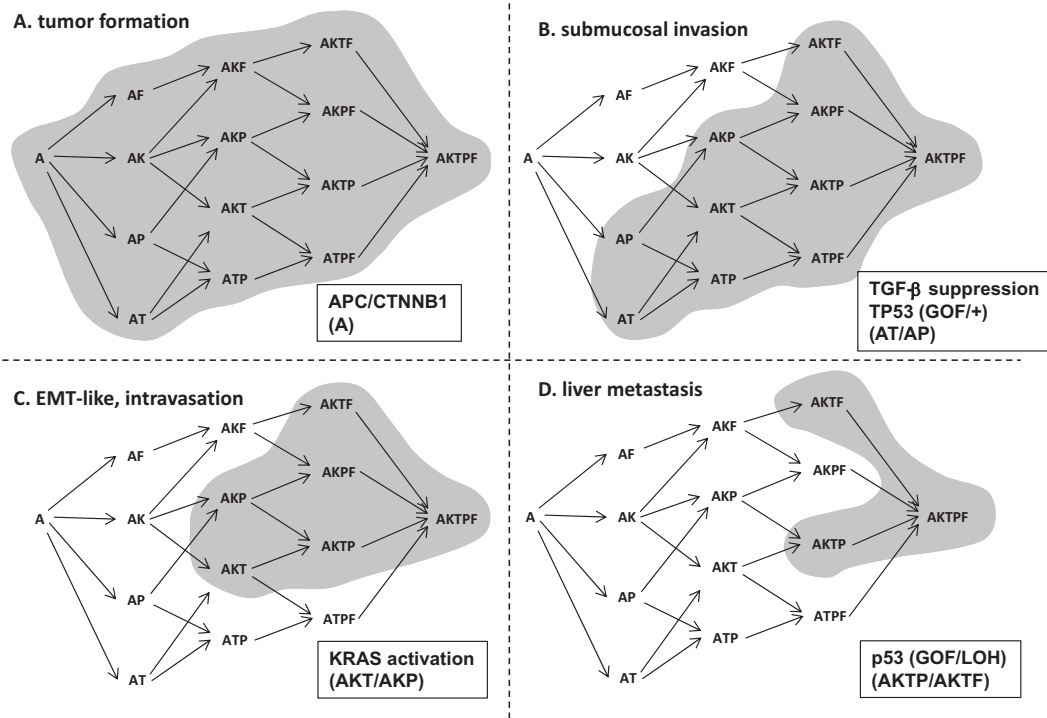 A. tumor formation
AKTF
AKF
AF
AKPF
AKP
A
AK
AKTPF
AKTP
AKT
AP
ATPF
ATP
AT
APC/CTNNB1
(A)
B. submucosal invasion
AKTF
AKF
AF
AKPF
AKP
A
AK
AKTPF
AKTP
AKT
AP
ATPF
ATP
AT
TGF-β suppression
TP53 (GOF/+)
(AT/AP)
C. EMT-like, intravasation
AKTF
AKF
AF
AKPF
AKP
A
AK
AKTPF
AKTP
AKT
AP
ATPF
ATP
AT
KRAS activation
(AKT/AKP)
D. liver metastasis
AKTF
AKF
AF
AKPF
AKP
A
AK
AKTPF
AKTP
AKT
AP
ATPF
ATP
AT
p53 (GOF/LOH)
(AKTP/AKTF)